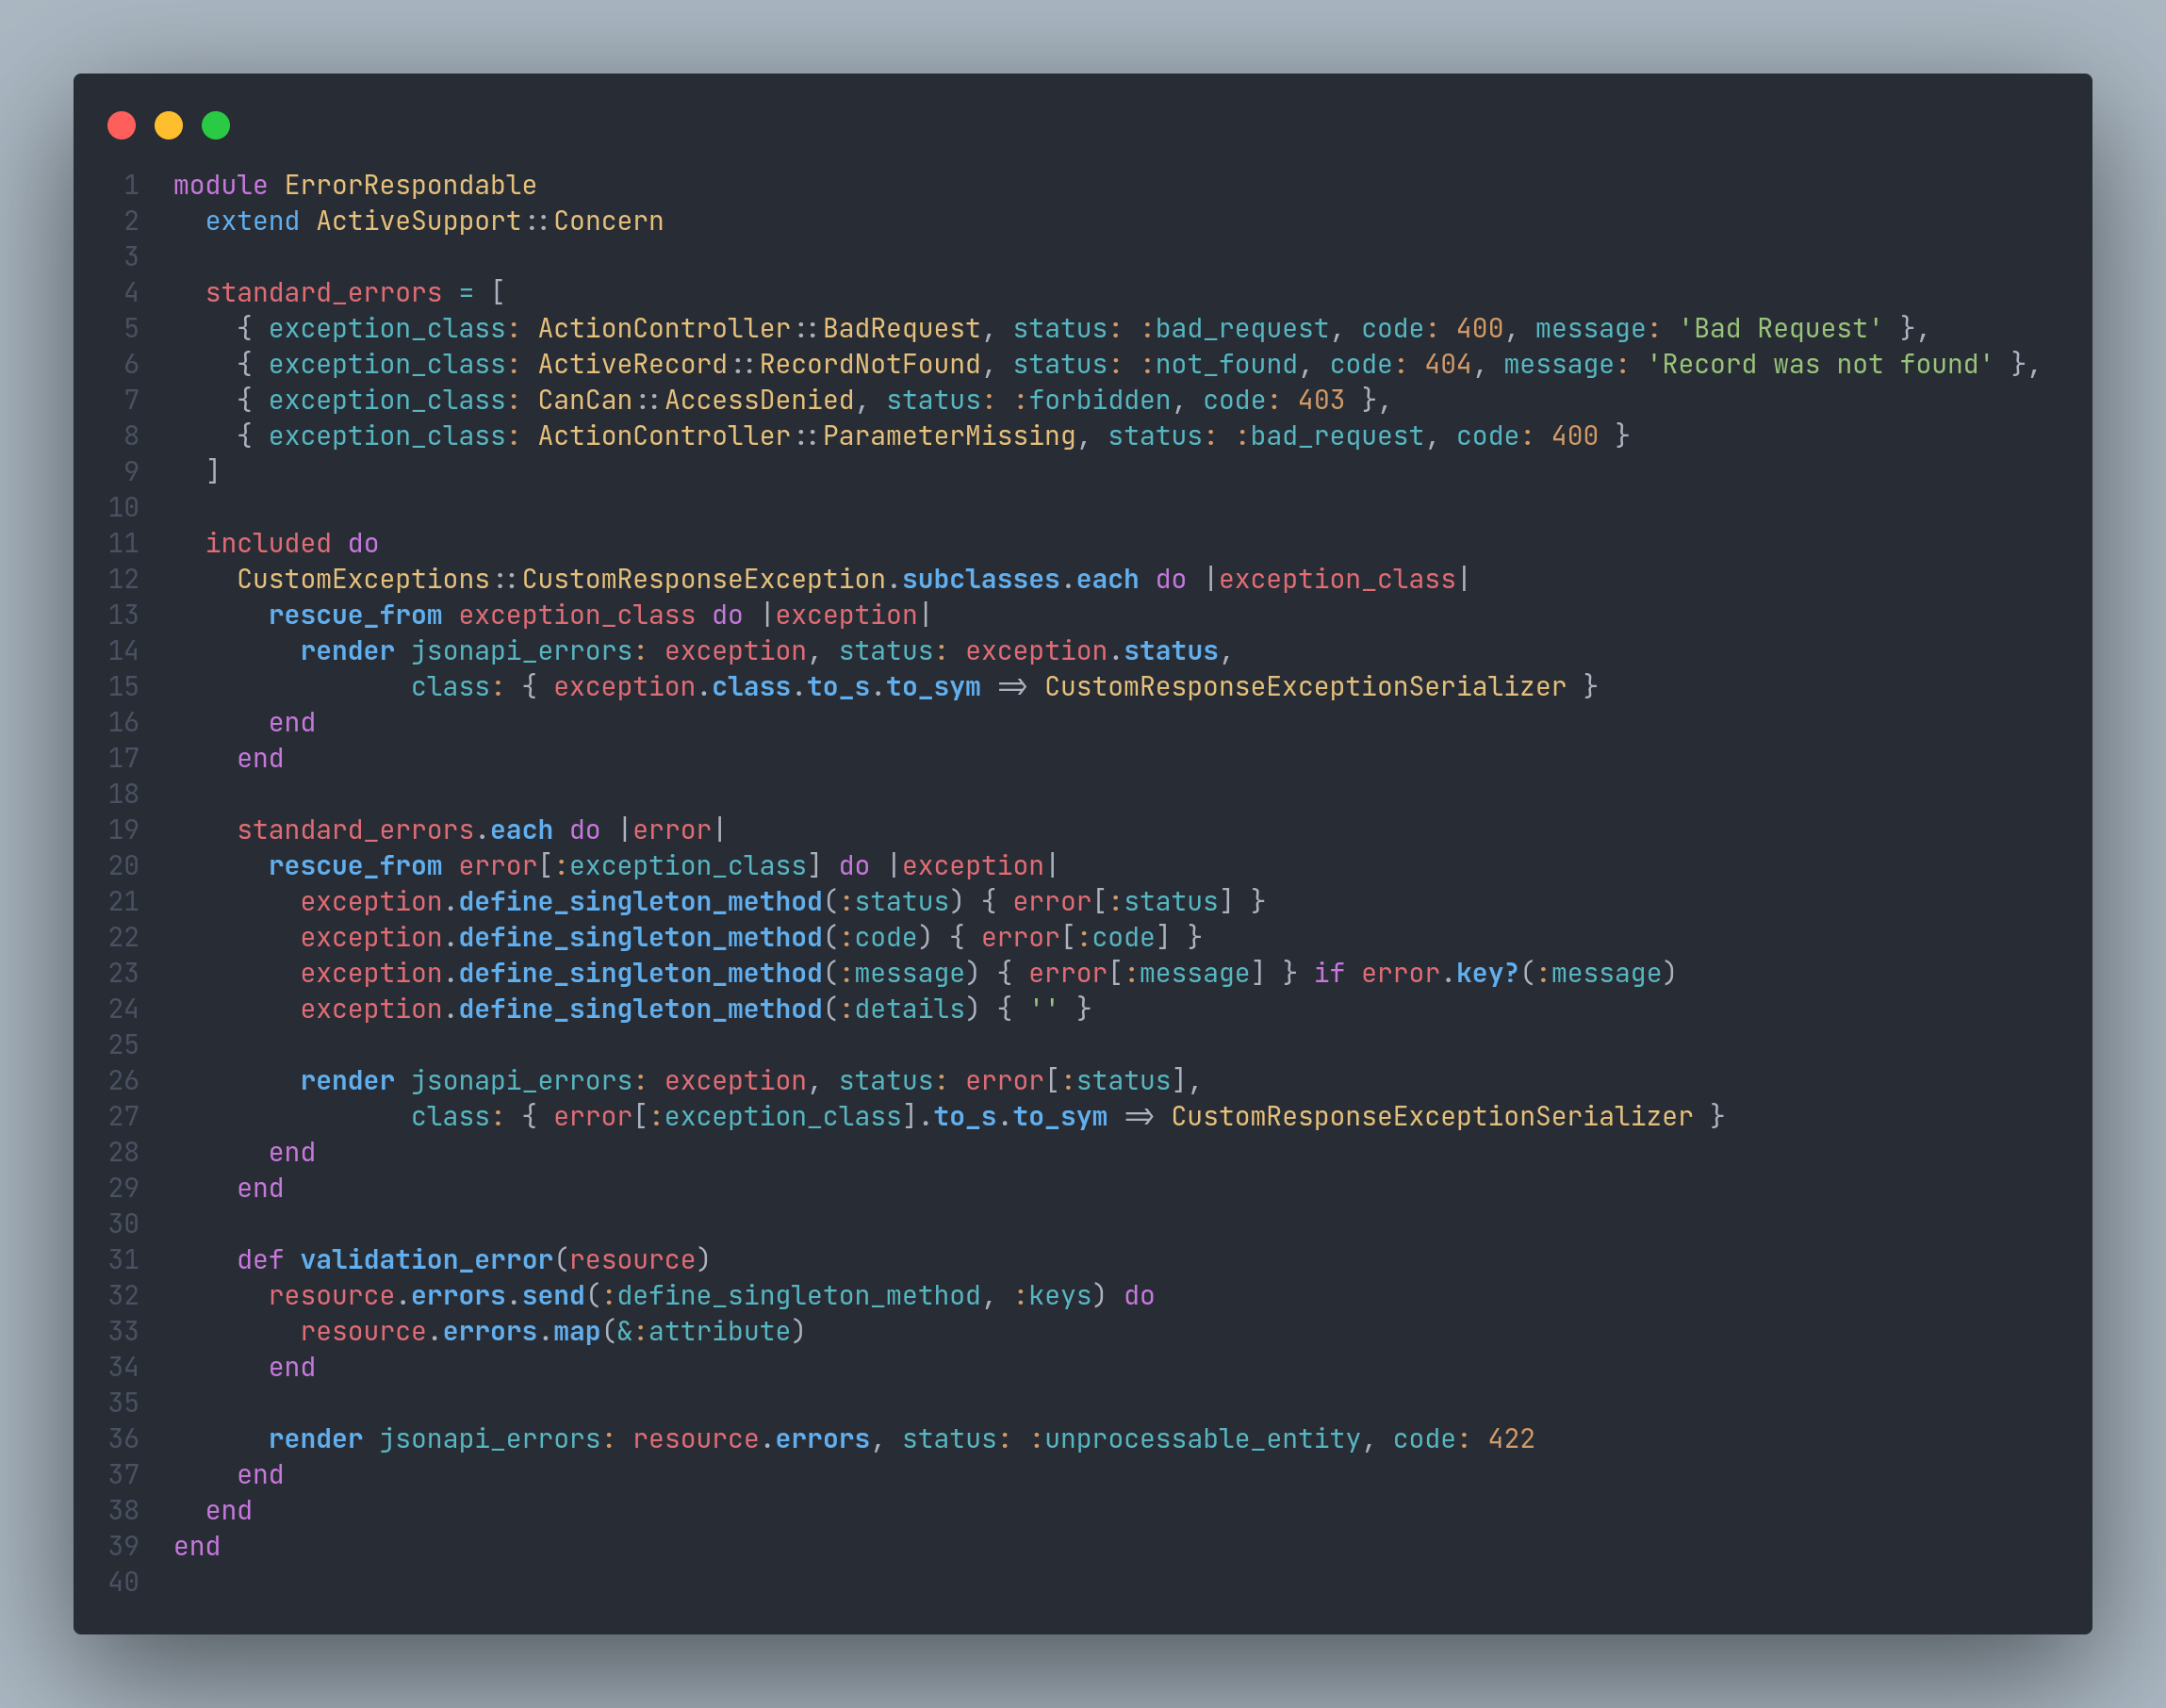 1 module ErrorRespondable
2   extend ActiveSupport::Concern
3
4   standard_errors = [
5     { exception_class: ActionController::BadRequest, status: :bad_request, code: 400, message: 'Bad Request' },
6     { exception_class: ActiveRecord::RecordNotFound, status: :not_found, code: 404, message: 'Record was not found' },
7     { exception_class: CanCan::AccessDenied, status: :forbidden, code: 403 },
8     { exception_class: ActionController::ParameterMissing, status: :bad_request, code: 400 }
9   ]
10
11   included do
12     CustomExceptions::CustomResponseException.subclasses.each do |exception_class|
13       rescue_from exception_class do |exception|
14         render jsonapi_errors: exception, status: exception.status,
15                class: { exception.class.to_s.to_sym => CustomResponseExceptionSerializer }
16       end
17     end
18
19     standard_errors.each do |error|
20       rescue_from error[:exception_class] do |exception|
21         exception.define_singleton_method(:status) { error[:status] }
22         exception.define_singleton_method(:code) { error[:code] }
23         exception.define_singleton_method(:message) { error[:message] } if error.key?(:message)
24         exception.define_singleton_method(:details) { '' }
25
26         render jsonapi_errors: exception, status: error[:status],
27                class: { error[:exception_class].to_s.to_sym => CustomResponseExceptionSerializer }
28       end
29     end
30
31     def validation_error(resource)
32       resource.errors.send(:define_singleton_method, :keys) do
33         resource.errors.map(&:attribute)
34       end
35
36       render jsonapi_errors: resource.errors, status: :unprocessable_entity, code: 422
37     end
38   end
39 end
40